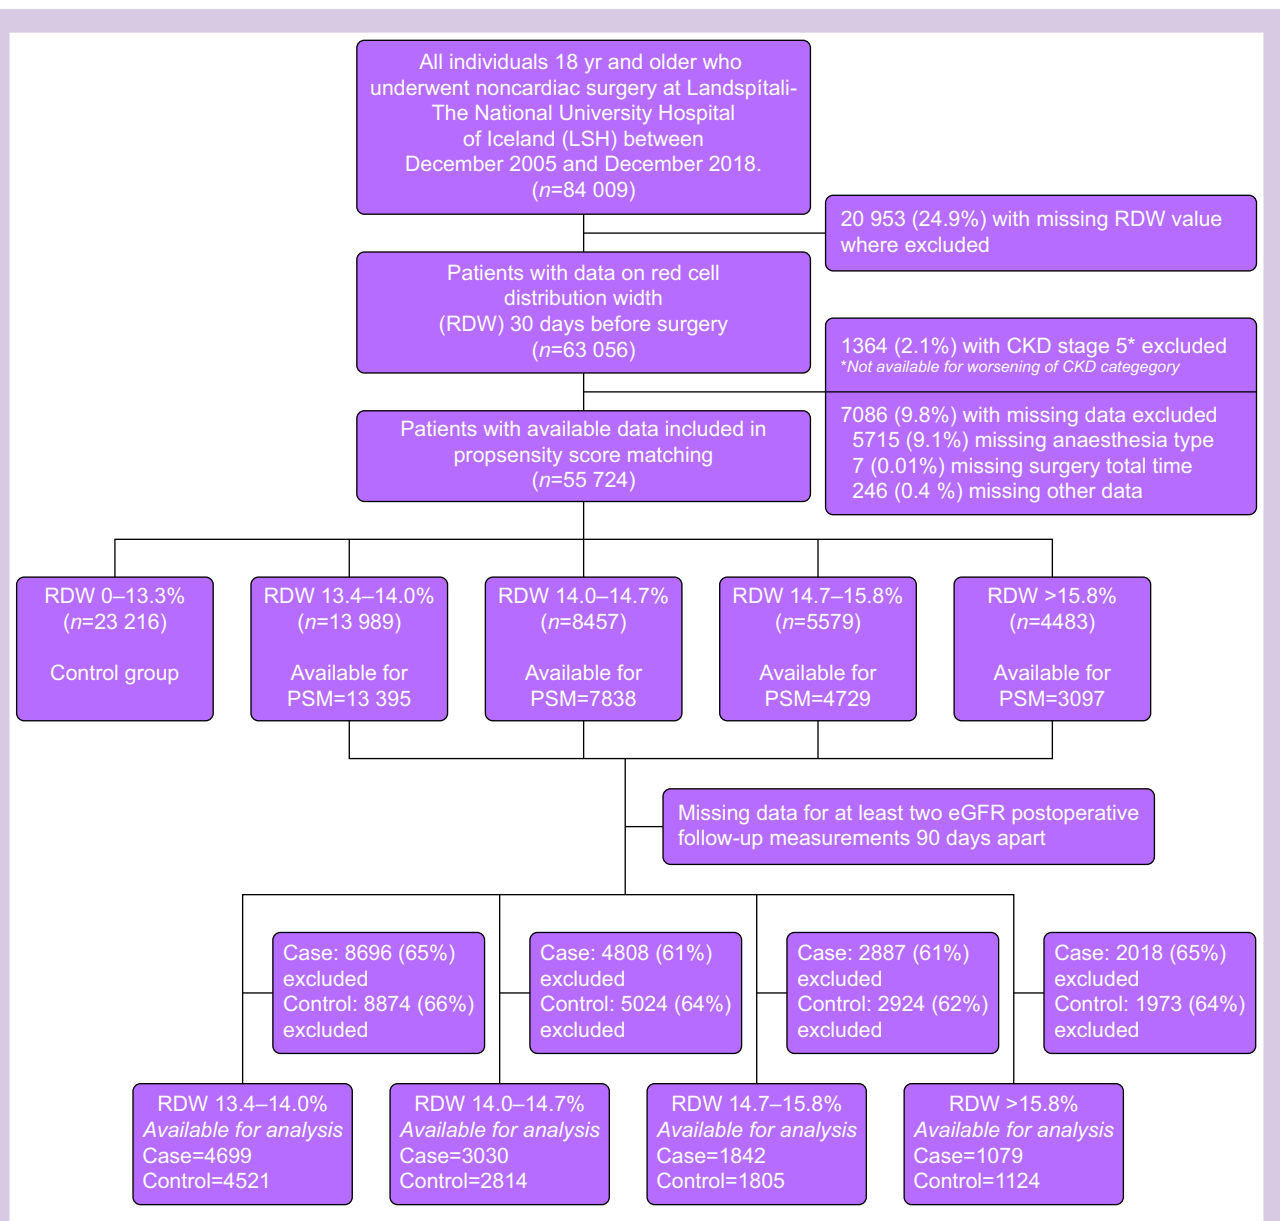 All individuals 18 yr and older who
underwent noncardiac surgery at Landspítali-
The National University Hospital
of Iceland (LSH) between
December 2005 and December 2018.
(n=84 009)
20 953 (24.9%) with missing RDW value
where excluded
Patients with data on red cell
distribution width
(RDW) 30 days before surgery
(n=63 056)
1364 (2.1%) with CKD stage 5* excluded
*Not available for worsening of CKD categegory
7086 (9.8%) with missing data excluded
5715 (9.1%) missing anaesthesia type
7 (0.01%) missing surgery total time
246 (0.4 %) missing other data
Patients with available data included in
propsensity score matching
(n=55 724)
RDW 0–13.3%
(n=23 216)
Control group
RDW 13.4–14.0%
(n=13 989)
Available for
PSM=13 395
RDW 14.0–14.7%
(n=8457)
Available for
PSM=7838
RDW 14.7–15.8%
(n=5579)
Available for
PSM=4729
RDW >15.8%
(n=4483)
Available for
PSM=3097
Missing data for at least two eGFR postoperative
follow-up measurements 90 days apart
Case: 8696 (65%)
excluded
Control: 8874 (66%)
excluded
Case: 4808 (61%)
excluded
Control: 5024 (64%)
excluded
Case: 2887 (61%)
excluded
Control: 2924 (62%)
excluded
Case: 2018 (65%)
excluded
Control: 1973 (64%)
excluded
RDW 13.4–14.0%
Available for analysis
Case=4699
Control=4521
RDW 14.0–14.7%
Available for analysis
Case=3030
Control=2814
RDW 14.7–15.8%
Available for analysis
Case=1842
Control=1805
RDW >15.8%
Available for analysis
Case=1079
Control=1124